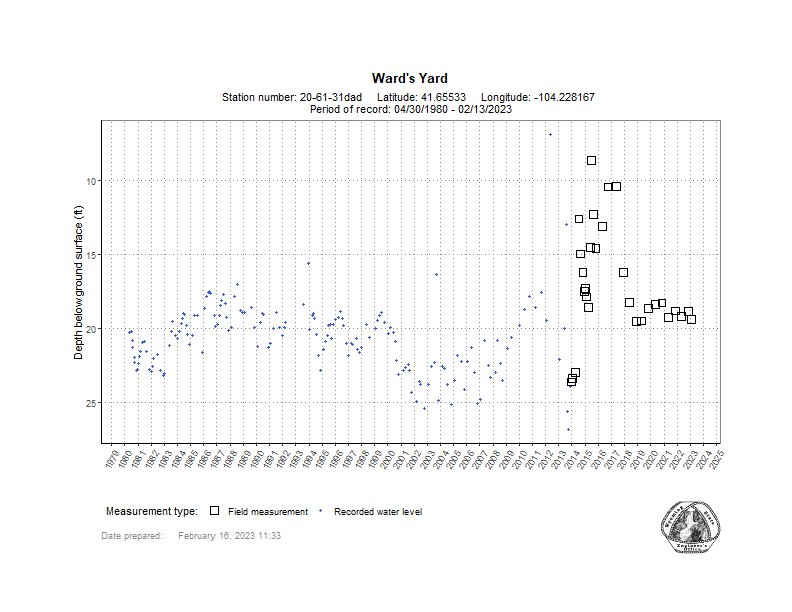 Ward's Yard
Station number: 20-61-31dad Latitude: 41.65533 Longitude: -104.228167
Period of record: 04/30/1980 - 02/13/2023
Depth below ground surface (ft)
10
15
20
25
1979 1980 1981 1982 1983 1984 1985 1986 1987 1988 1989 1990 1991 1992 1993 1994 1995 1996 1997 1998 1999 2000 2001 2002 2003 2004 2005 2006 2007 2008 2009 2010 2011 2012 2013 2014 2015 2016 2017 2018 2019 2020 2021 2022 2023 2024 2025
Measurement type: Field measurement Recorded water level
Date prepared: February 16, 2023 11:33
Wyoming State
Engineer's
Office